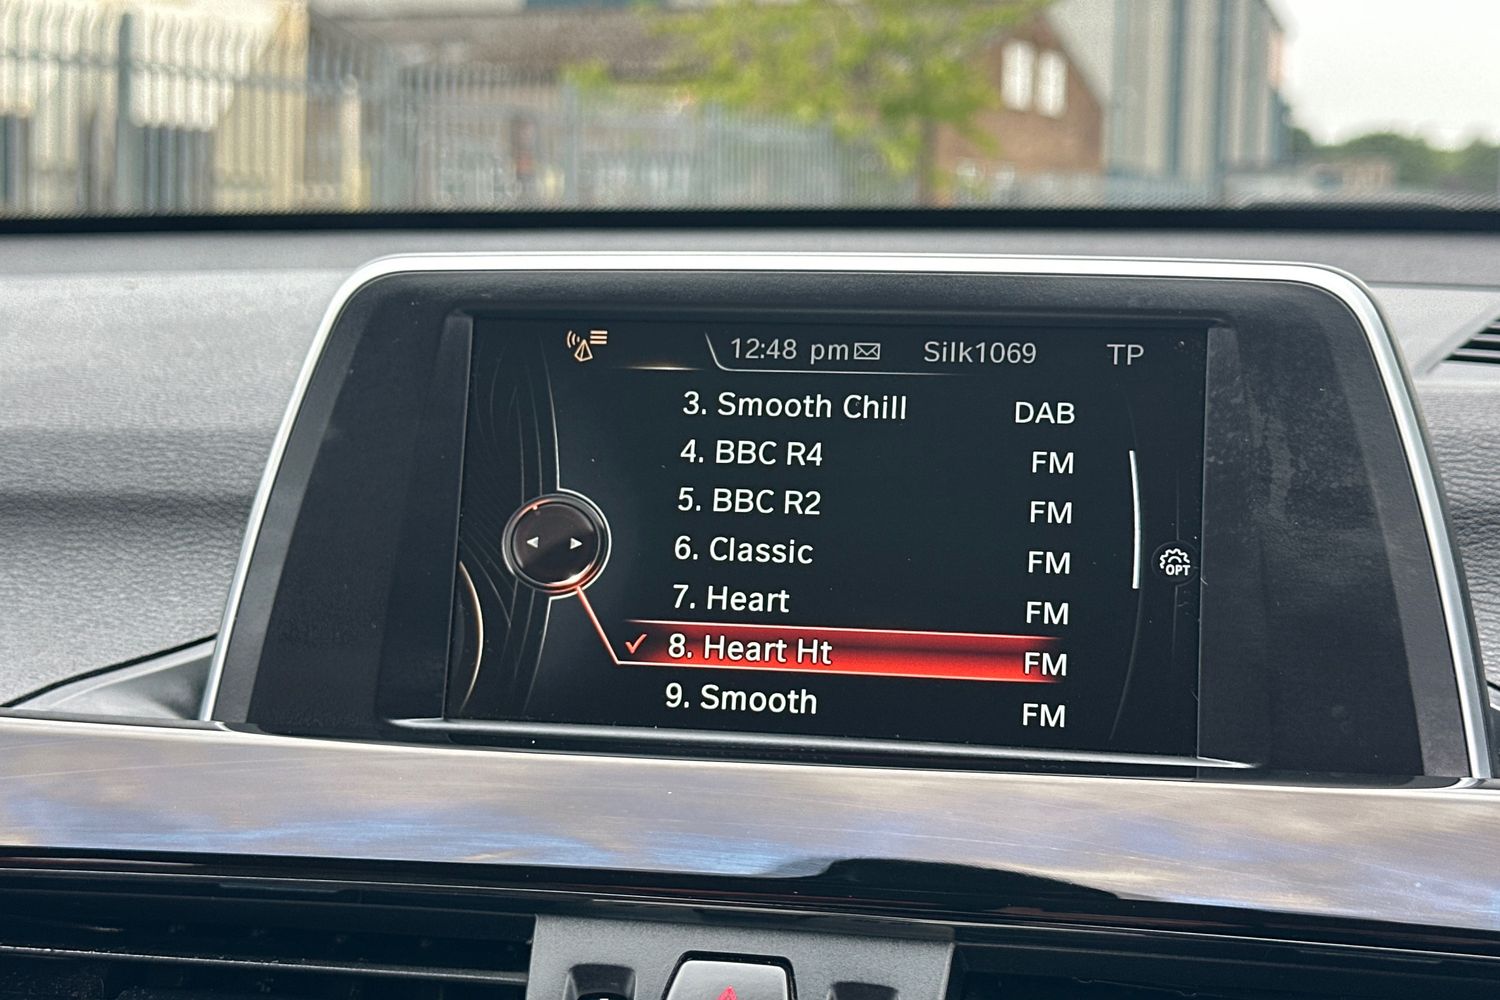 12:48 pm Silk1069 TP
3. Smooth Chill DAB
4. BBC R4 FM
5. BBC R2 FM
6. Classic FM
7. Heart FM
8. Heart Ht FM
9. Smooth FM
OPT